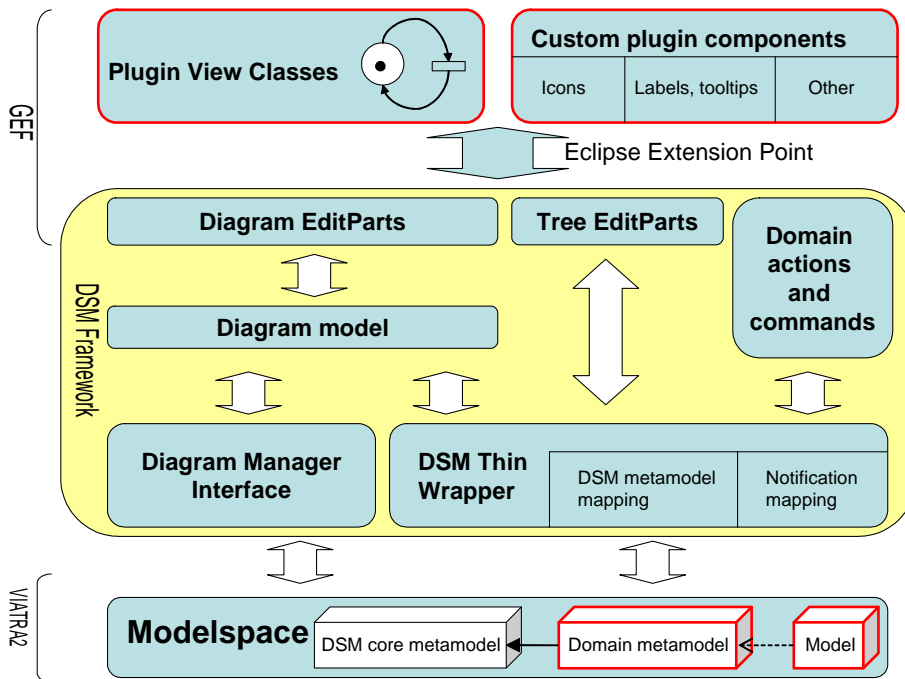 Plugin View Classes
Custom plugin components
Icons
Labels, tooltips
Other
GEF
Eclipse Extension Point
Diagram EditParts
Tree EditParts
Domain
actions
and
commands
DSM Framework
Diagram model
Diagram Manager
Interface
DSM Thin
Wrapper
DSM metamodel
mapping
Notification
mapping
VIATRA2
Modelspace
DSM core metamodel
Domain metamodel
Model